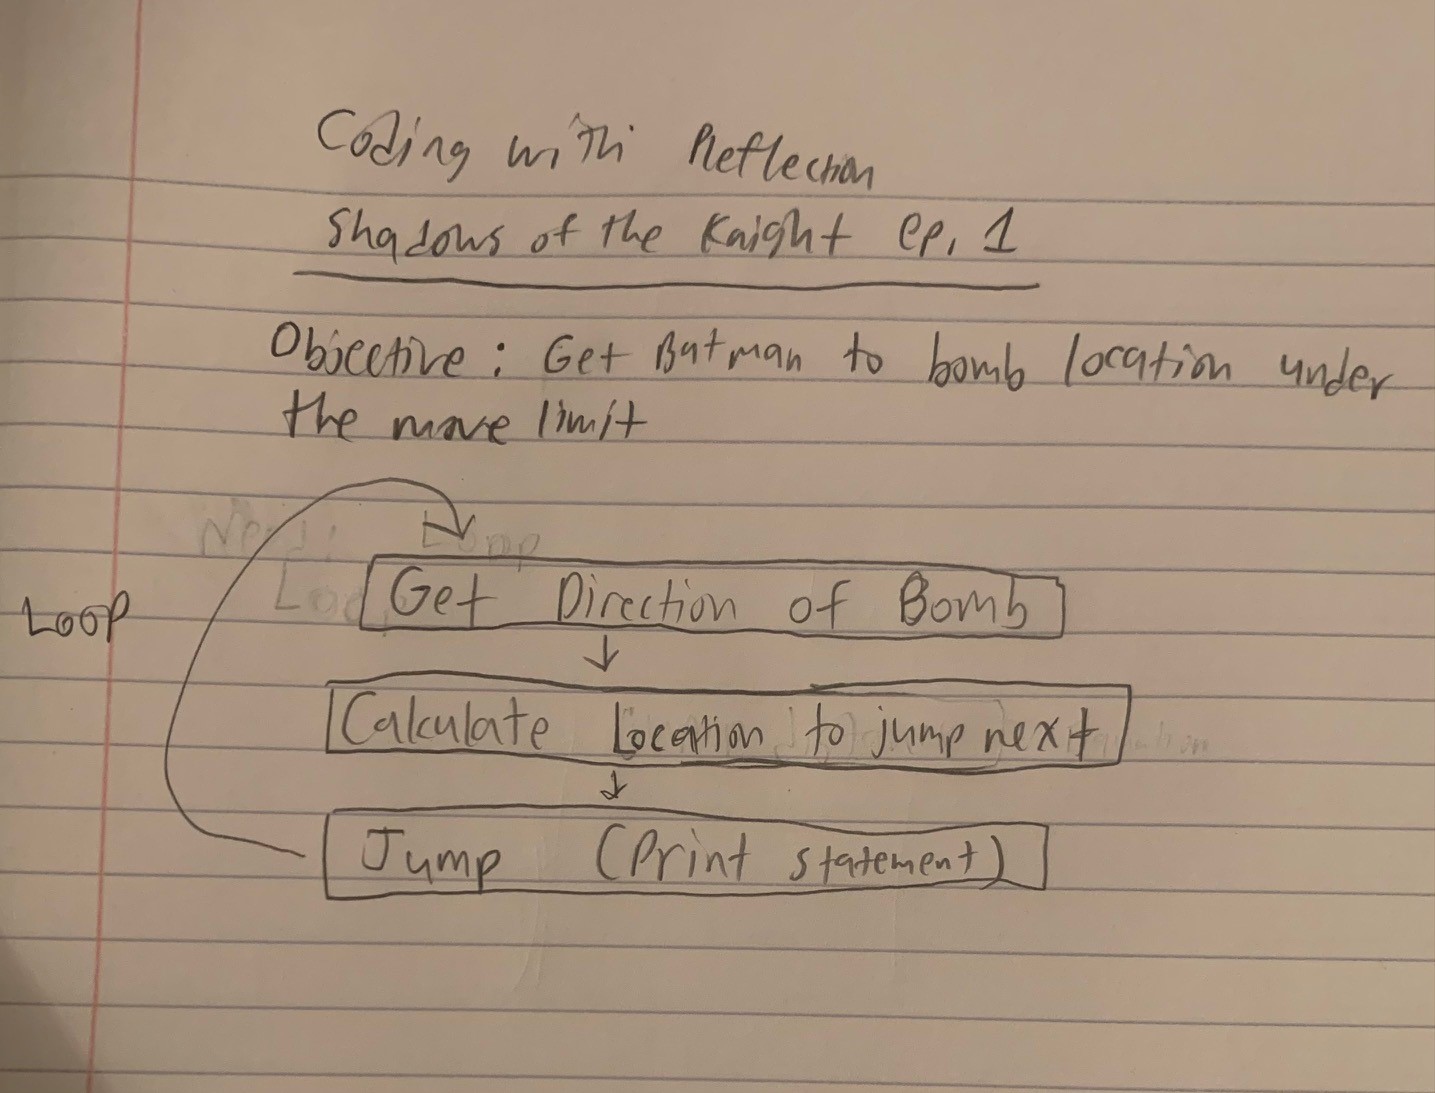 Coding with Reflection
Shadows of the Knight ep. 1
Objective : Get Batman to bomb location under
the move limit
Loop
Get Direction of Bomb
Calculate Location to jump next
Jump (Print statement)